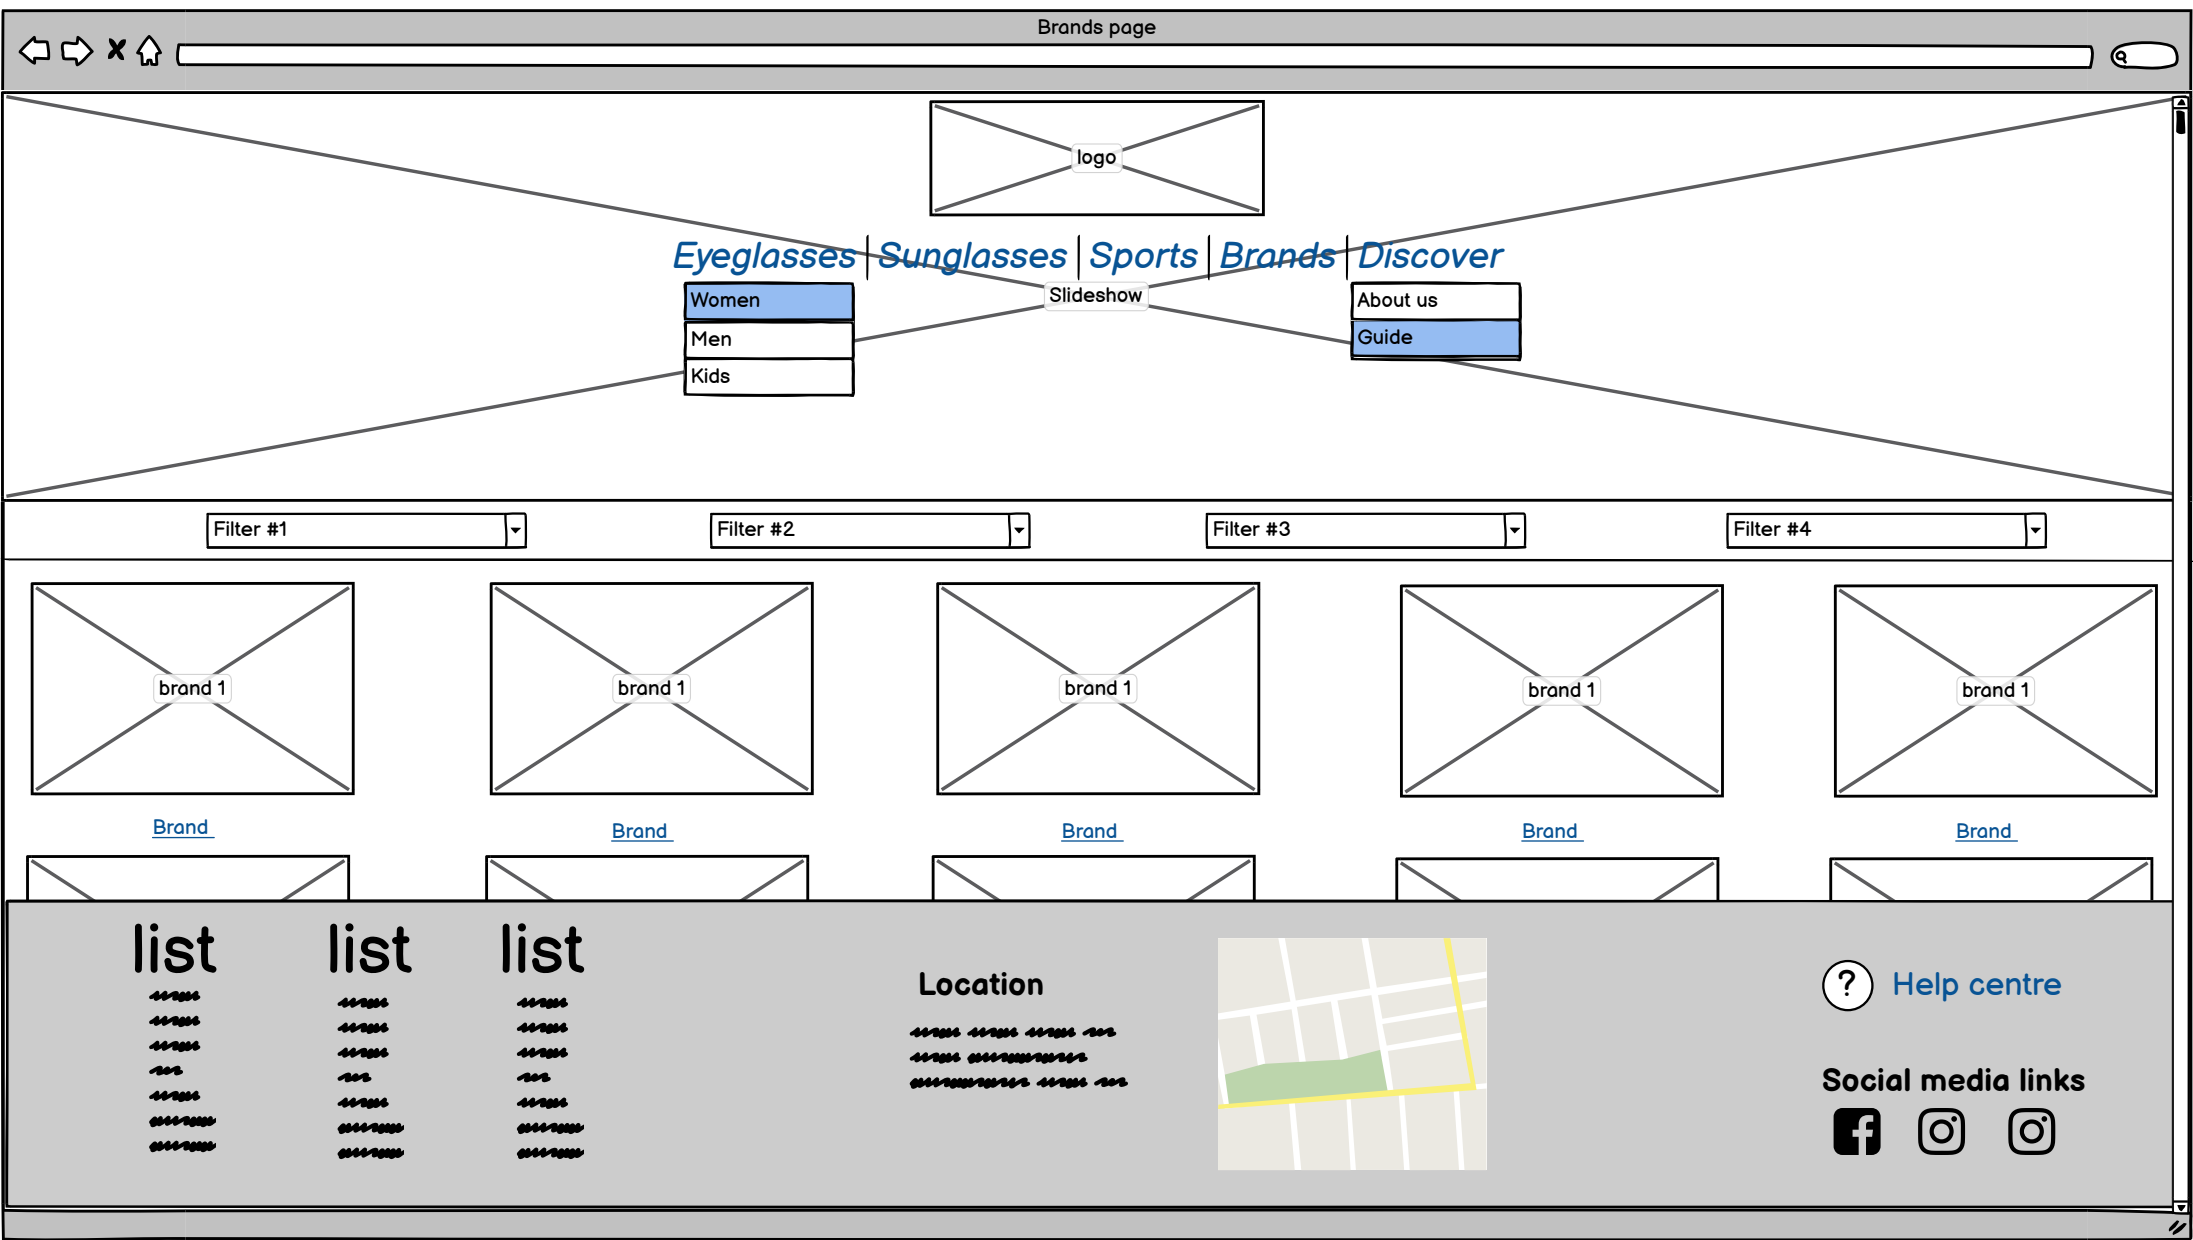 Brands page
logo
Eyeglasses Sunglasses Sports Brands Discover
Slideshow
Women
Men
Kids
About us
Guide
Filter #1 Filter #2 Filter #3 Filter #4
brand 1 brand 1 brand 1 brand 1 brand 1
Brand Brand Brand Brand Brand
list list list
Location
? Help centre
Social media links